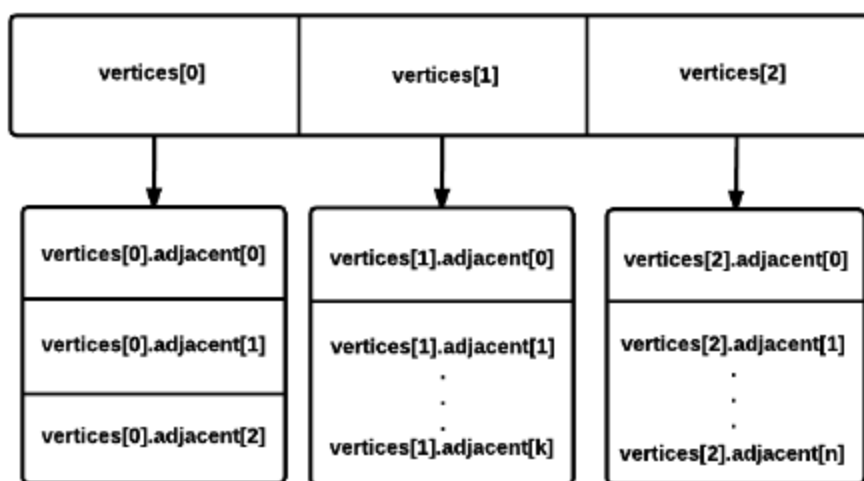 vertices[0]
vertices[1]
vertices[2]
vertices[0].adjacent[0]
vertices[0].adjacent[1]
vertices[0].adjacent[2]
vertices[1].adjacent[0]
vertices[1].adjacent[1]
.
.
.
vertices[1].adjacent[k]
vertices[2].adjacent[0]
vertices[2].adjacent[1]
.
.
.
vertices[2].adjacent[n]